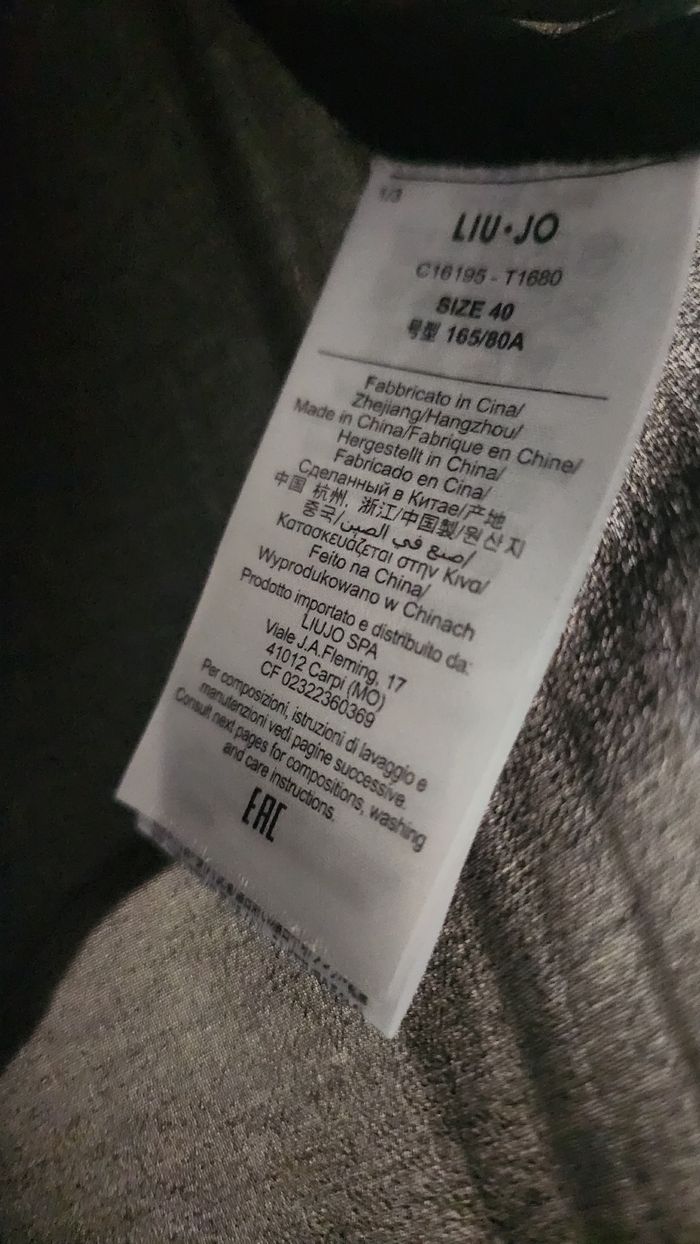 1/3
LIU·JO
C16195 - T1680
SIZE 40
号型 165/80A
Fabbricato in Cina/
Zhejiang/Hangzhou/
Made in China/Fabrique en Chine/
Hergestellt in China/
Fabricado en Cina/
Сделанный в Китае/产地
中国 杭州, 浙江/中国製/원산지
중국/صنع في الصين/
Κατασκευάζεται στην Κινα/
Feito na China/
Wyprodukowano w Chinach
Prodotto importato e distribuito da:
LIUJO SPA
Viale J.A.Fleming, 17
41012 Carpi (MO)
CF 02322360369
Per composizioni, istruzioni di lavaggio e
manutenzioni vedi pagine successive.
Consult next pages for compositions, washing
and care instructions.
EAC